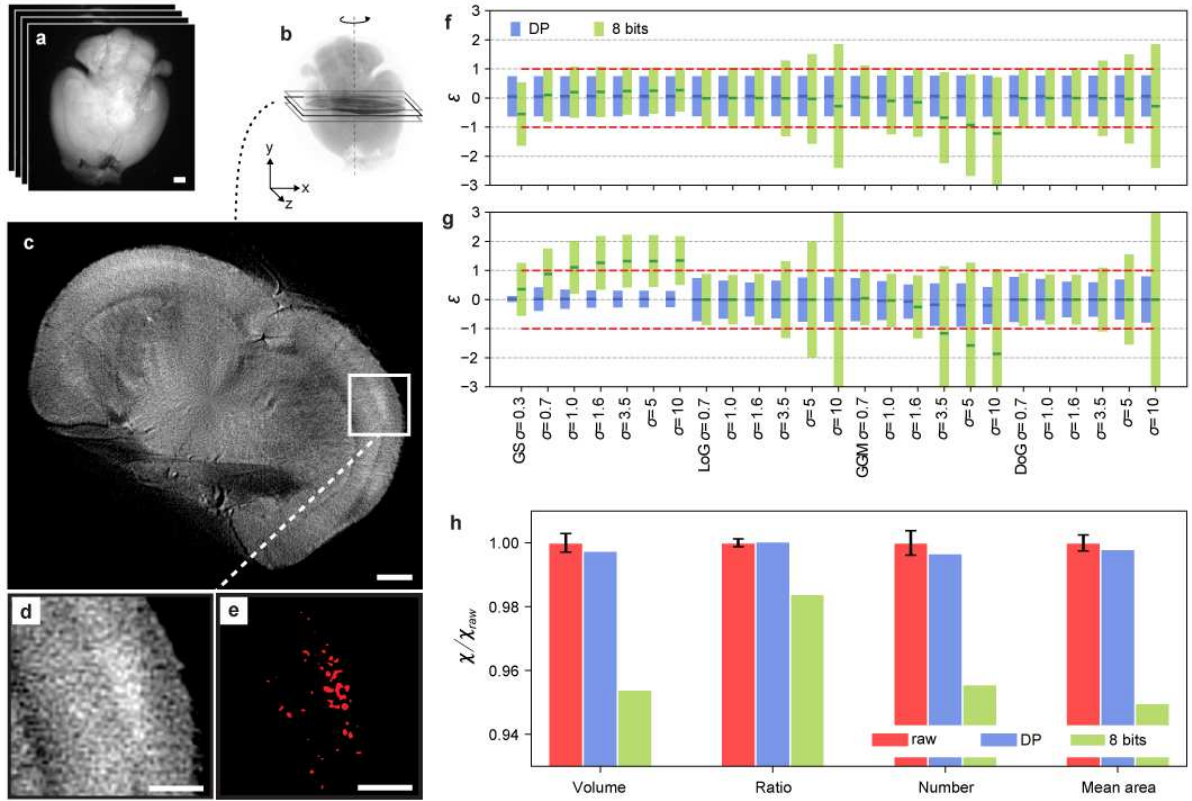 a
b
y
x
z
c
d
e
f
DP
8 bits
3
2
1
0
−1
−2
−3
ε
g
3
2
1
0
−1
−2
−3
ε
GS σ=0.3
σ=0.7
σ=1.0
σ=1.6
σ=3.5
σ=5
σ=10
LoG σ=0.7
σ=1.0
σ=1.6
σ=3.5
σ=5
σ=10
GGM σ=0.7
σ=1.0
σ=1.6
σ=3.5
σ=5
σ=10
DoG σ=0.7
σ=1.0
σ=1.6
σ=3.5
σ=5
σ=10
h
1.00
0.98
0.96
0.94
χ/χraw
raw
DP
8 bits
Volume
Ratio
Number
Mean area